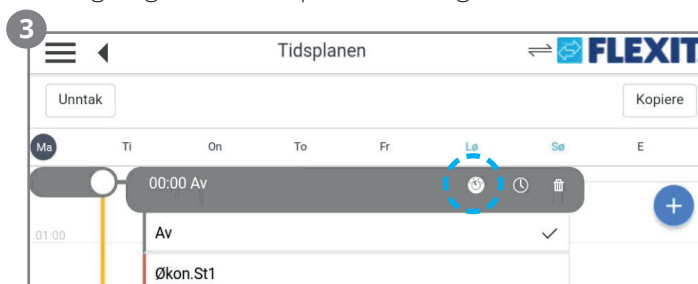 3
Tidsplanen
FLEXIT
Unntak
Kopiere
Ma Ti On To Fr Lø Sø E
00:00 Av
01:00
Av
Økon.St1